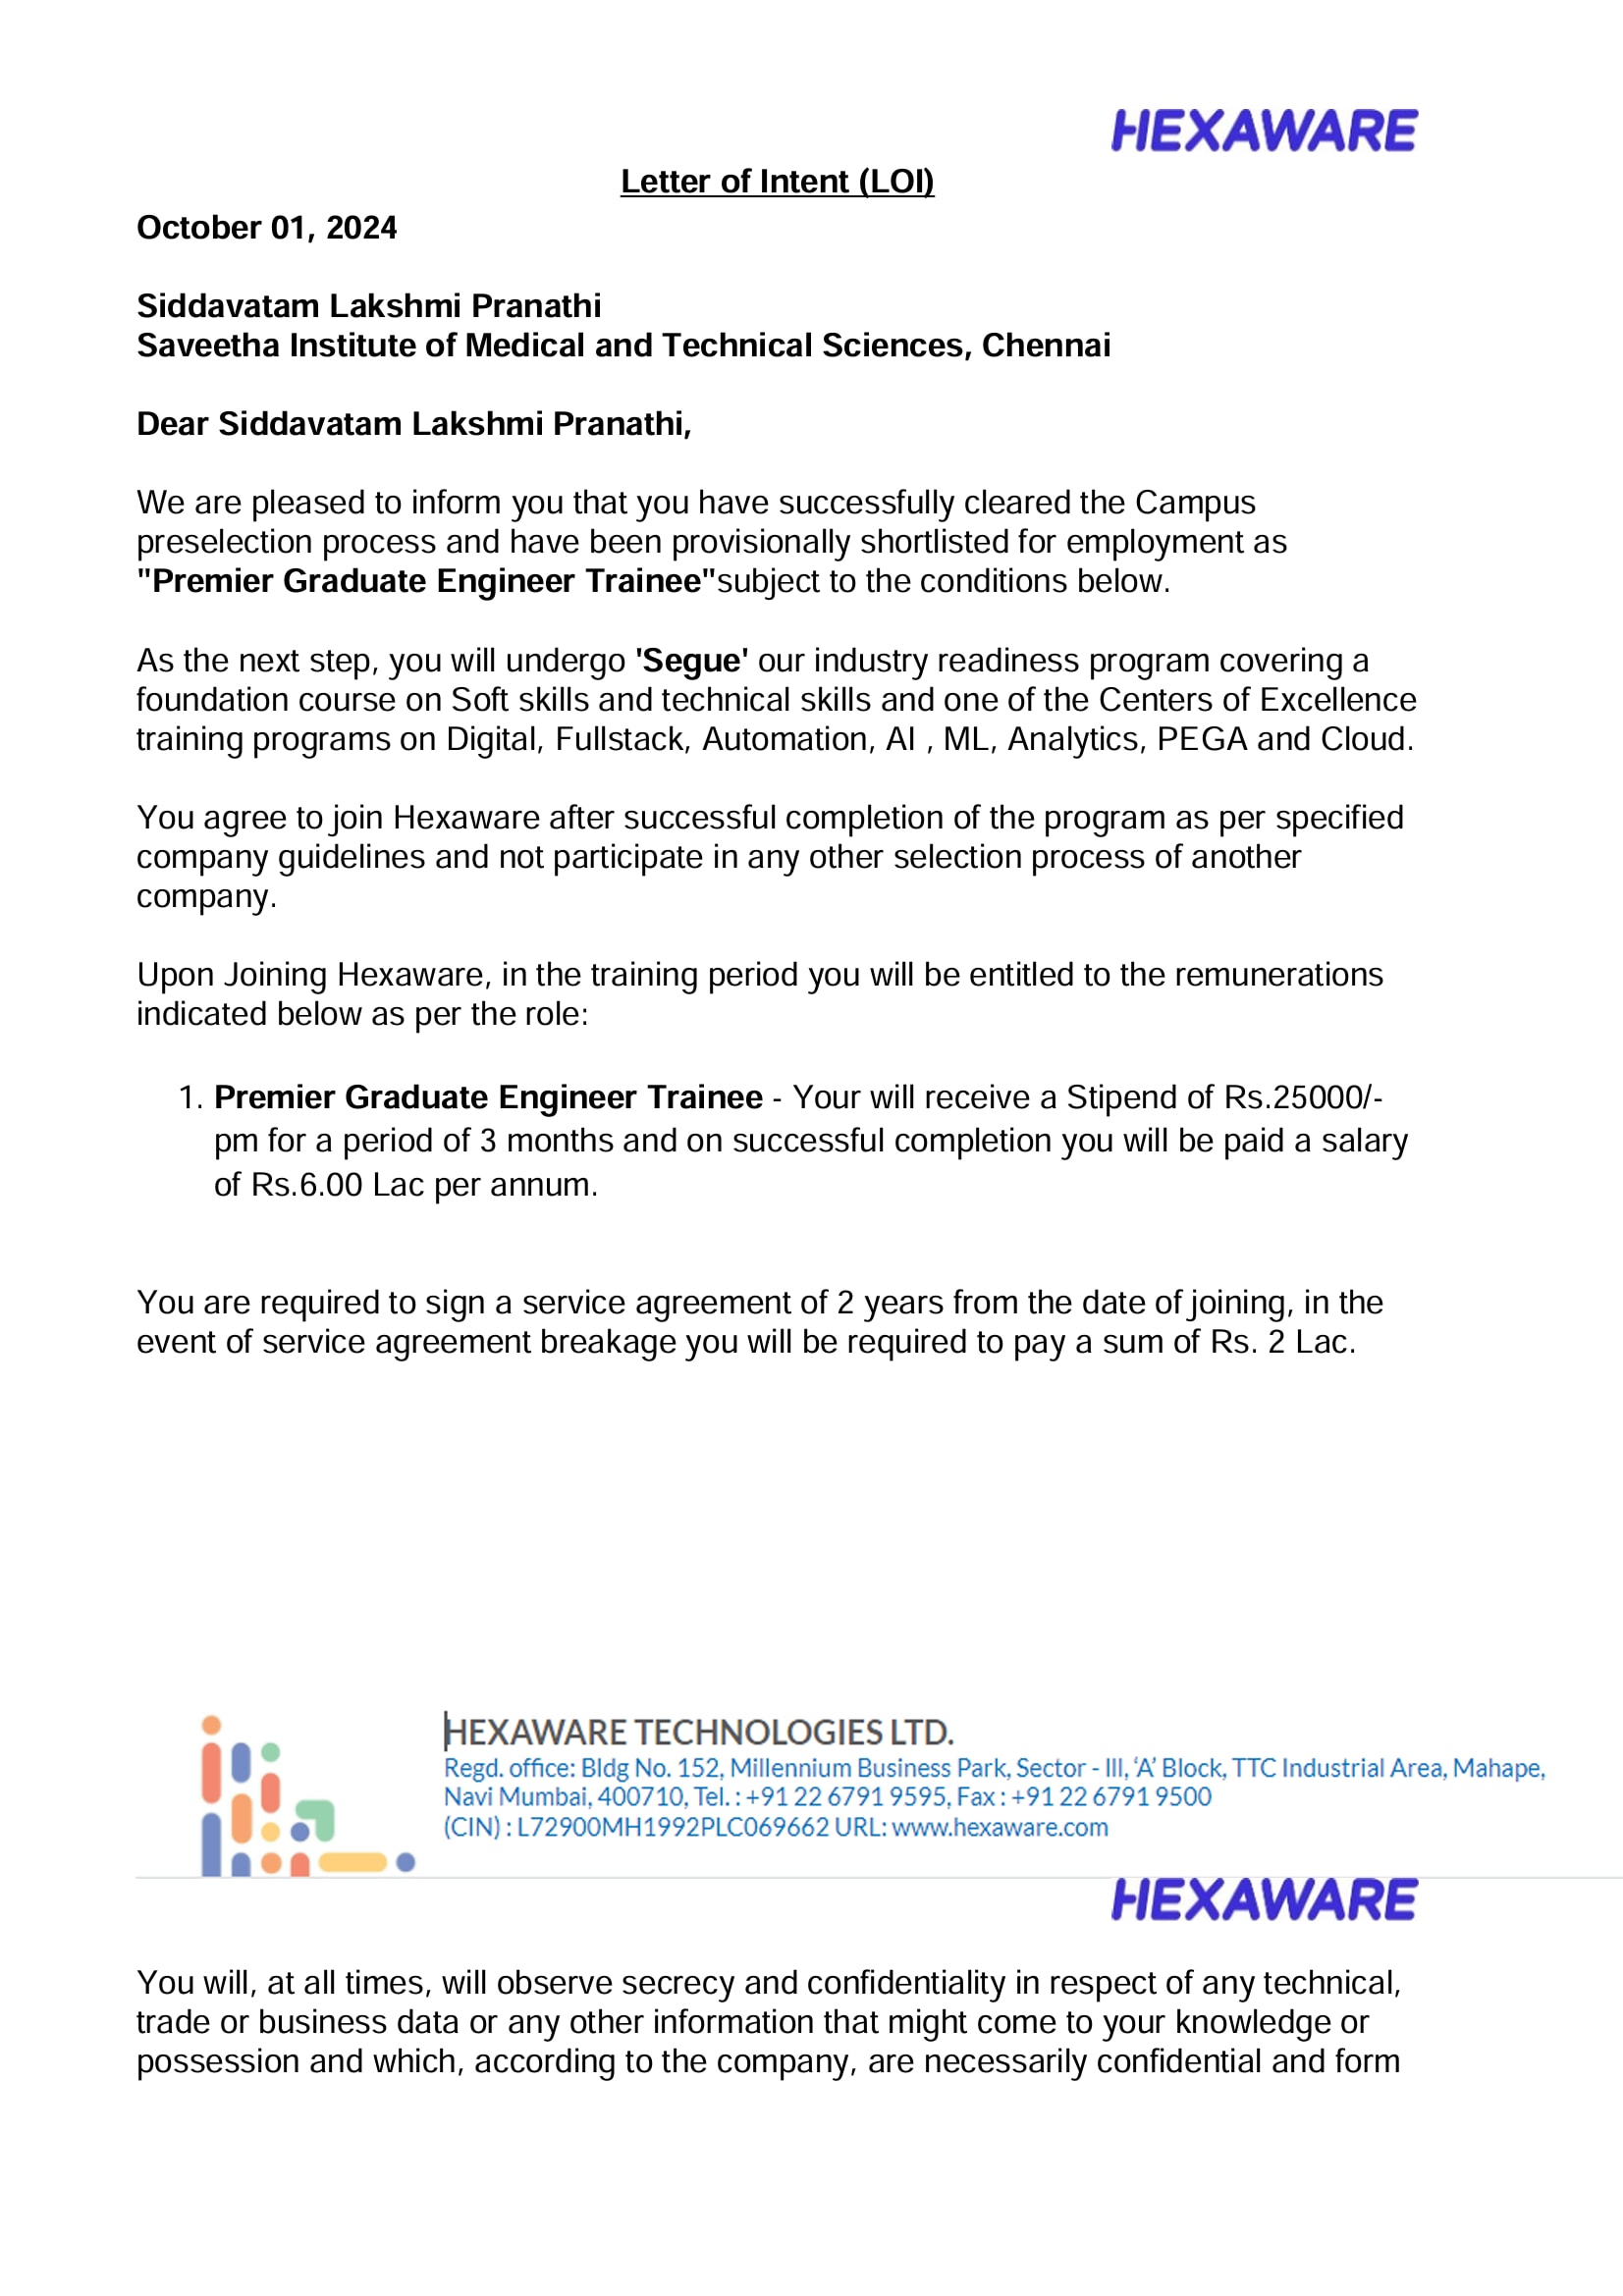 HEXAWARE
Letter of Intent (LOI)
October 01, 2024
Siddavatam Lakshmi Pranathi
Saveetha Institute of Medical and Technical Sciences, Chennai
Dear Siddavatam Lakshmi Pranathi,
We are pleased to inform you that you have successfully cleared the Campus
preselection process and have been provisionally shortlisted for employment as
"Premier Graduate Engineer Trainee"subject to the conditions below.
As the next step, you will undergo 'Segue' our industry readiness program covering a
foundation course on Soft skills and technical skills and one of the Centers of Excellence
training programs on Digital, Fullstack, Automation, AI , ML, Analytics, PEGA and Cloud.
You agree to join Hexaware after successful completion of the program as per specified
company guidelines and not participate in any other selection process of another
company.
Upon Joining Hexaware, in the training period you will be entitled to the remunerations
indicated below as per the role:
1. Premier Graduate Engineer Trainee - Your will receive a Stipend of Rs.25000/-
pm for a period of 3 months and on successful completion you will be paid a salary
of Rs.6.00 Lac per annum.
You are required to sign a service agreement of 2 years from the date of joining, in the
event of service agreement breakage you will be required to pay a sum of Rs. 2 Lac.
HEXAWARE TECHNOLOGIES LTD.
Regd. office: Bldg No. 152, Millennium Business Park, Sector - III, ‘A’ Block, TTC Industrial Area, Mahape,
Navi Mumbai, 400710, Tel. : +91 22 6791 9595, Fax : +91 22 6791 9500
(CIN) : L72900MH1992PLC069662 URL: www.hexaware.com
HEXAWARE
You will, at all times, will observe secrecy and confidentiality in respect of any technical,
trade or business data or any other information that might come to your knowledge or
possession and which, according to the company, are necessarily confidential and form